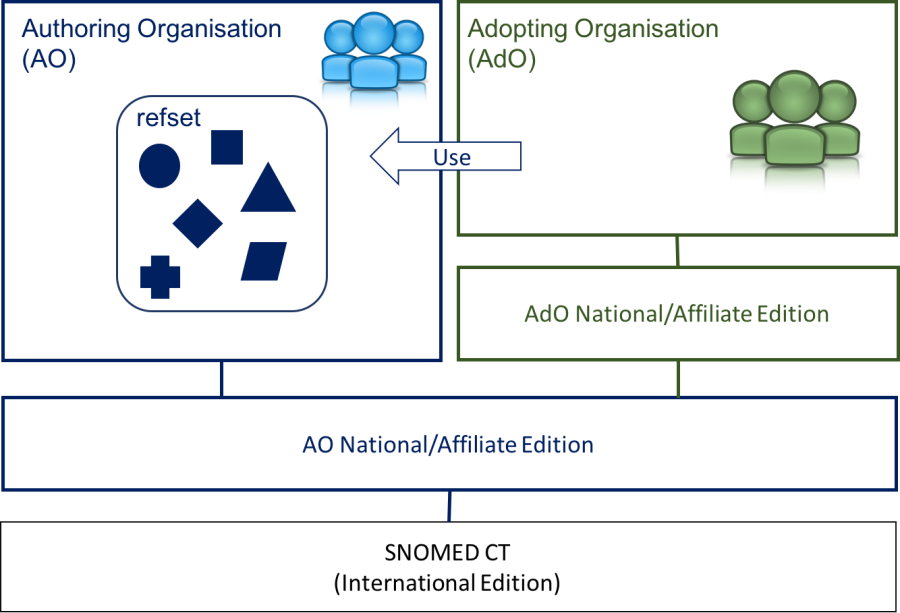 Authoring Organisation
(AO)
refset
Use
Adopting Organisation
(AdO)
AdO National/Affiliate Edition
AO National/Affiliate Edition
SNOMED CT
(International Edition)